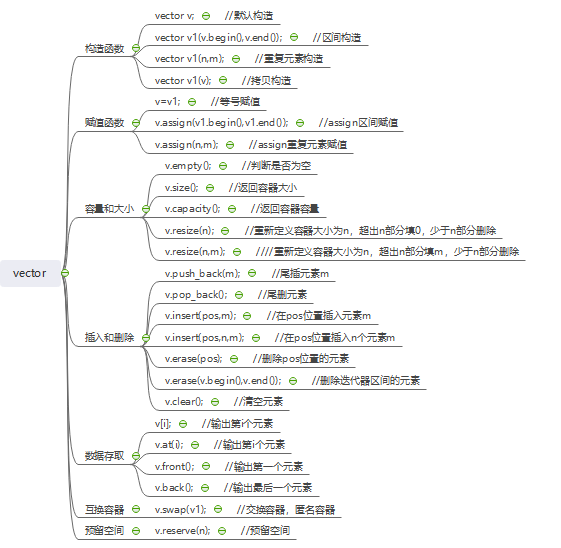 vector
构造函数
vector v; //默认构造
vector v1(v.begin(),v.end()); //区间构造
vector v1(n,m); //重复元素构造
vector v1(v); //拷贝构造
赋值函数
v=v1; //等号赋值
v.assign(v1.begin(),v1.end()); //assign区间赋值
v.assign(n,m); //assign重复元素赋值
容量和大小
v.empty(); //判断是否为空
v.size(); //返回容器大小
v.capacity(); //返回容器容量
v.resize(n); //重新定义容器大小为n，超出n部分填0，少于n部分删除
v.resize(n,m); ////重新定义容器大小为n，超出n部分填m，少于n部分删除
插入和删除
v.push_back(m); //尾插元素m
v.pop_back(); //尾删元素
v.insert(pos,m); //在pos位置插入元素m
v.insert(pos,n,m); //在pos位置插入n个元素m
v.erase(pos); //删除pos位置的元素
v.erase(v.begin(),v.end()); //删除迭代器区间的元素
v.clear(); //清空元素
数据存取
v[i]; //输出第i个元素
v.at(i); //输出第i个元素
v.front(); //输出第一个元素
v.back(); //输出最后一个元素
互换容器
v.swap(v1); //交换容器，匿名容器
预留空间
v.reserve(n); //预留空间